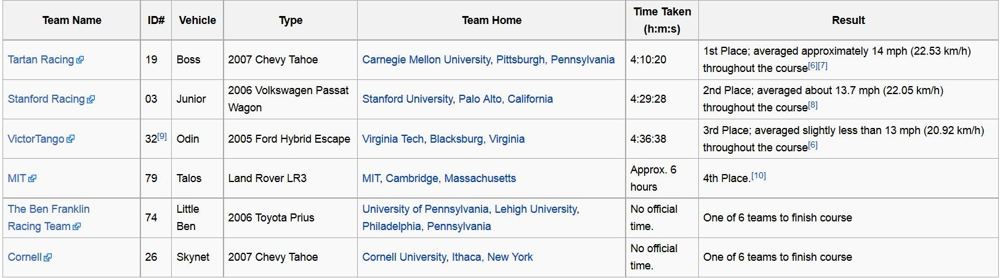 Team Name ID# Vehicle Type Team Home Time Taken (h:m:s) Result
Tartan Racing 19 Boss 2007 Chevy Tahoe Carnegie Mellon University, Pittsburgh, Pennsylvania 4:10:20 1st Place; averaged approximately 14 mph (22.53 km/h)
throughout the course[6][7]
Stanford Racing 03 Junior 2006 Volkswagen Passat
Wagon Stanford University, Palo Alto, California 4:29:28 2nd Place; averaged about 13.7 mph (22.05 km/h)
throughout the course[8]
VictorTango 32[9] Odin 2005 Ford Hybrid Escape Virginia Tech, Blacksburg, Virginia 4:36:38 3rd Place; averaged slightly less than 13 mph (20.92 km/h)
throughout the course[6]
MIT 79 Talos Land Rover LR3 MIT, Cambridge, Massachusetts Approx. 6
hours 4th Place.[10]
The Ben Franklin
Racing Team 74 Little
Ben 2006 Toyota Prius University of Pennsylvania, Lehigh University,
Philadelphia, Pennsylvania No official
time. One of 6 teams to finish course
Cornell 26 Skynet 2007 Chevy Tahoe Cornell University, Ithaca, New York No official
time. One of 6 teams to finish course